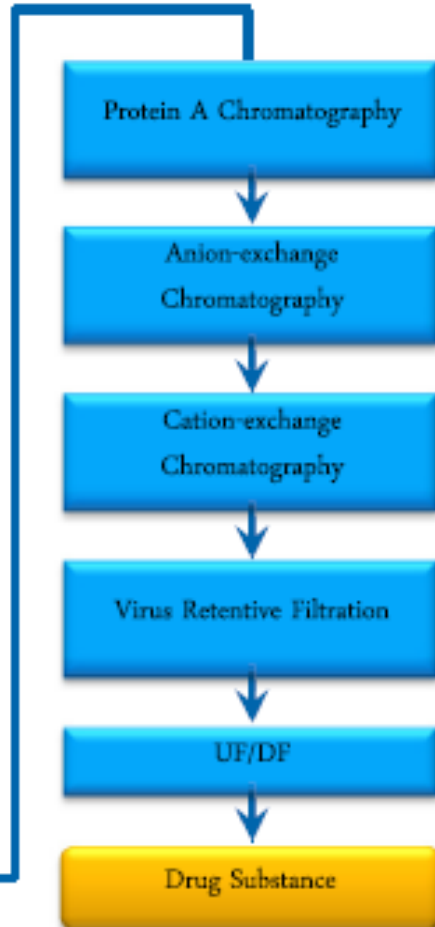 Protein A Chromatography
Anion-exchange
Chromatography
Cation-exchange
Chromatography
Virus Retentive Filtration
UF/DF
Drug Substance